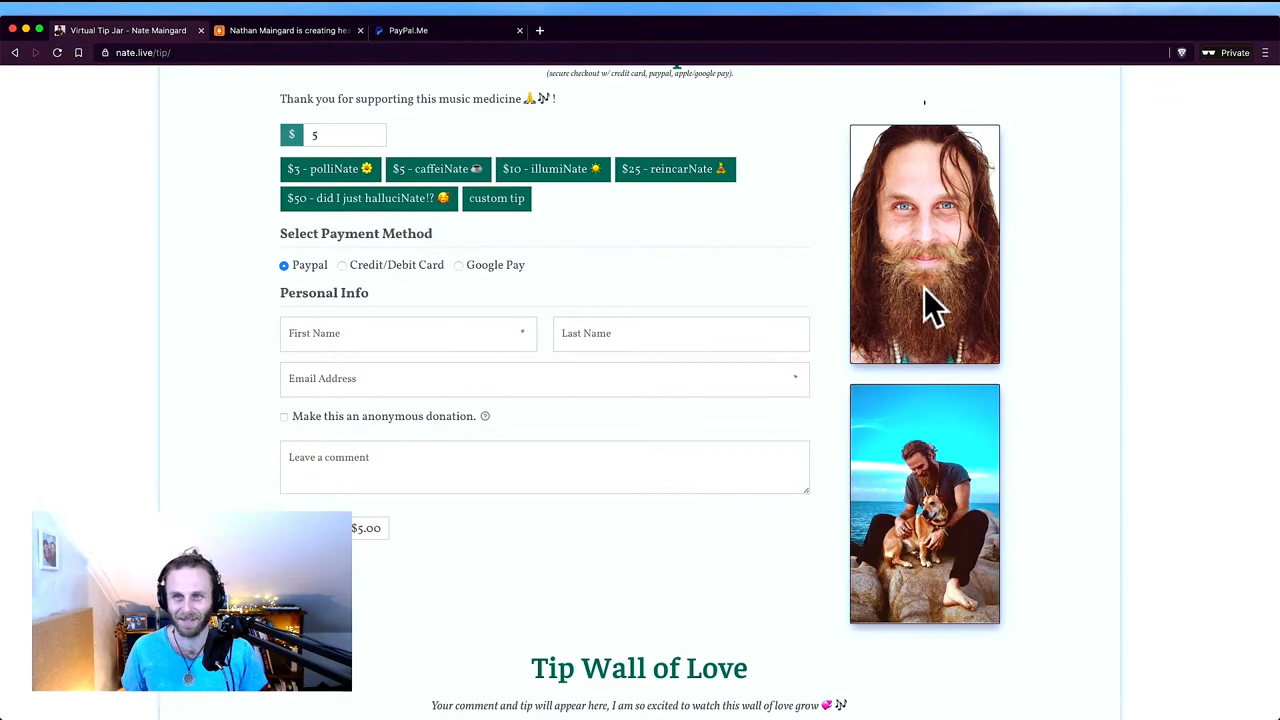 Virtual Tip Jar - Nate Maingard
Nathan Maingard is creating hea
PayPal.Me
nate.live/tip/
Private
(secure checkout w/ credit card, paypal, apple/google pay).
Thank you for supporting this music medicine🙏🎶!
$ 5
$3 - polliNate 🌼 $5 - caffeiNate ☕ $10 - illumiNate ☀️ $25 - reincarNate 🧘
$50 - did I just halluciNate!? 🥰 custom tip
Select Payment Method
Paypal Credit/Debit Card Google Pay
Personal Info
First Name * Last Name
Email Address *
Make this an anonymous donation. ?
Leave a comment
$5.00
Tip Wall of Love
Your comment and tip will appear here, I am so excited to watch this wall of love grow 💞🎶